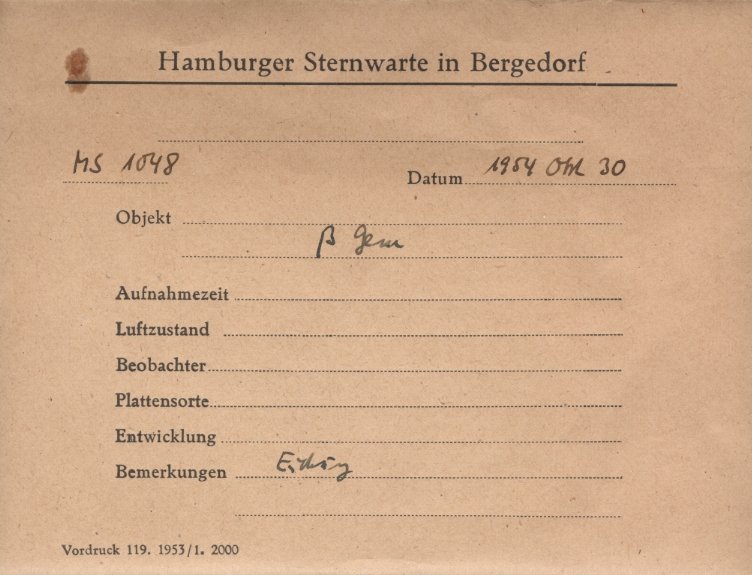 Hamburger Sternwarte in Bergedorf
MS 1048
Datum 1954 Okt 30
Objekt
β Gem
Aufnahmezeit
Luftzustand
Beobachter
Plattensorte
Entwicklung
Bemerkungen Eichung
Vordruck 119. 1953/1. 2000